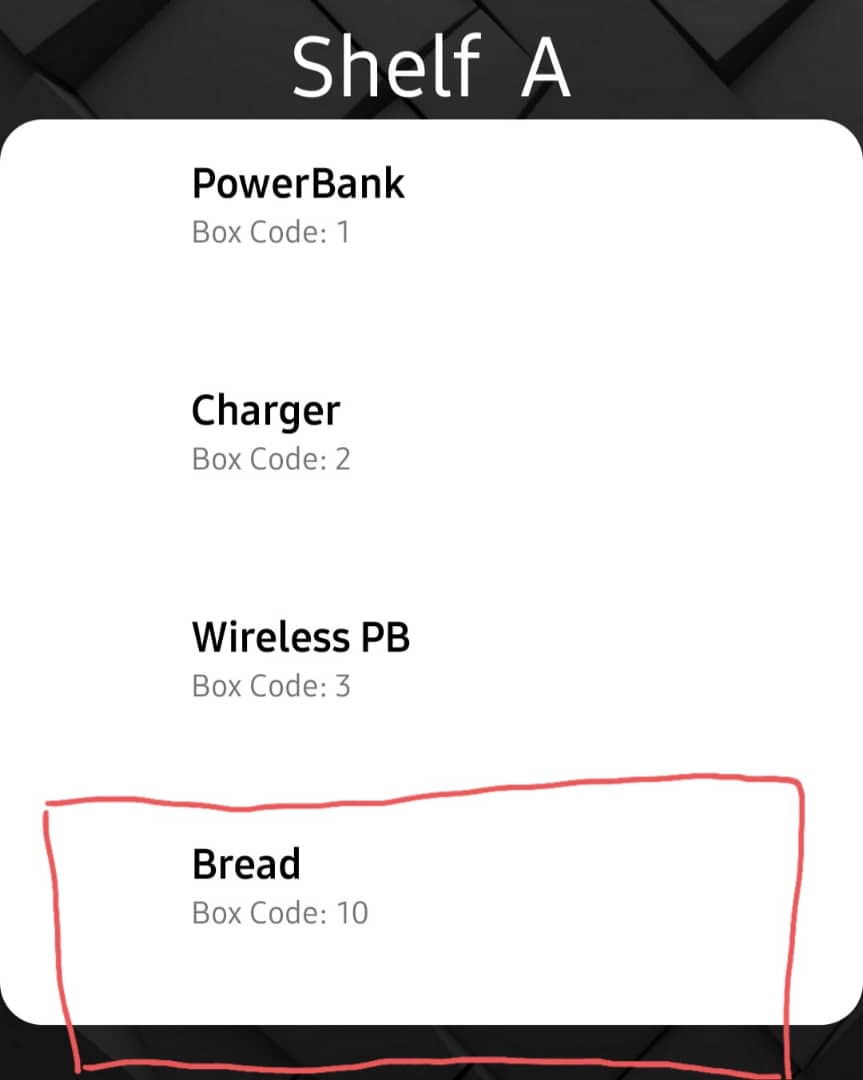 Shelf A
PowerBank
Box Code: 1
Charger
Box Code: 2
Wireless PB
Box Code: 3
Bread
Box Code: 10